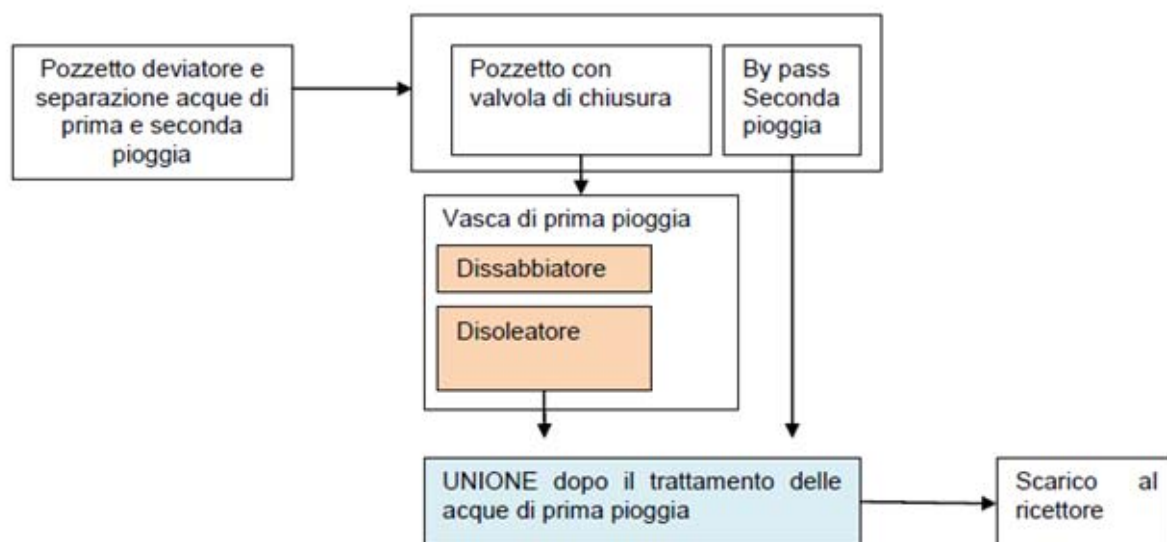 Pozzetto deviatore e
separazione acque di
prima e seconda
pioggia
Pozzetto con
valvola di chiusura
By pass
Seconda
pioggia
Vasca di prima pioggia
Dissabbiatore
Disoleatore
UNIONE dopo il trattamento delle
acque di prima pioggia
Scarico al
ricettore